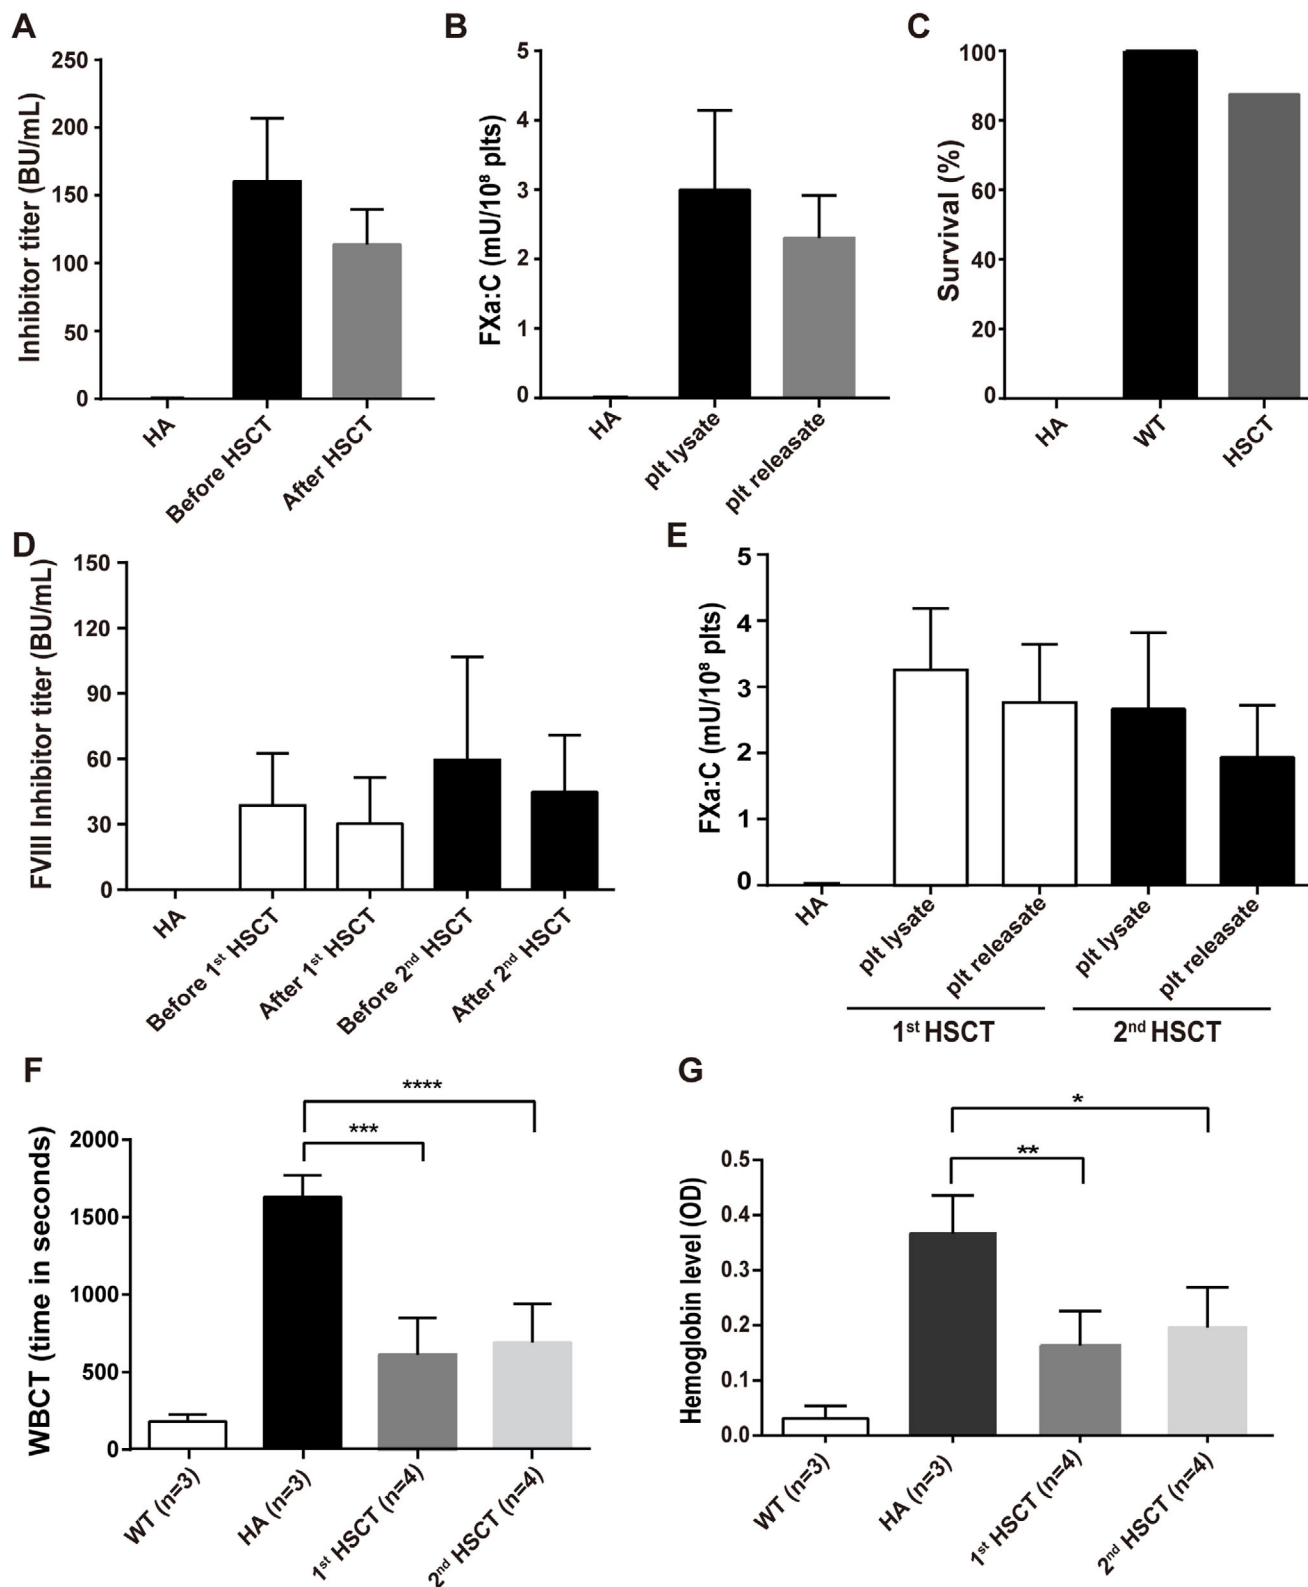 A
Inhibitor titer (BU/mL)
250
200
150
100
50
0
HA
Before HSCT
After HSCT
B
FXa:C (mU/10⁸ plts)
5
4
3
2
1
0
HA
plt lysate
plt releasate
C
Survival (%)
100
80
60
40
20
0
HA
WT
HSCT
D
FVIII Inhibitor titer (BU/mL)
150
120
90
60
30
0
HA
Before 1ˢᵗ HSCT
After 1ˢᵗ HSCT
Before 2ⁿᵈ HSCT
After 2ⁿᵈ HSCT
E
FXa:C (mU/10⁸ plts)
5
4
3
2
1
0
HA
plt lysate
plt releasate
plt lysate
plt releasate
1ˢᵗ HSCT
2ⁿᵈ HSCT
F
WBCT (time in seconds)
2000
1500
1000
500
0
****
***
WT (n=3)
HA (n=3)
1ˢᵗ HSCT (n=4)
2ⁿᵈ HSCT (n=4)
G
Hemoglobin level (OD)
0.5
0.4
0.3
0.2
0.1
0.0
*
**
WT (n=3)
HA (n=3)
1ˢᵗ HSCT (n=4)
2ⁿᵈ HSCT (n=4)